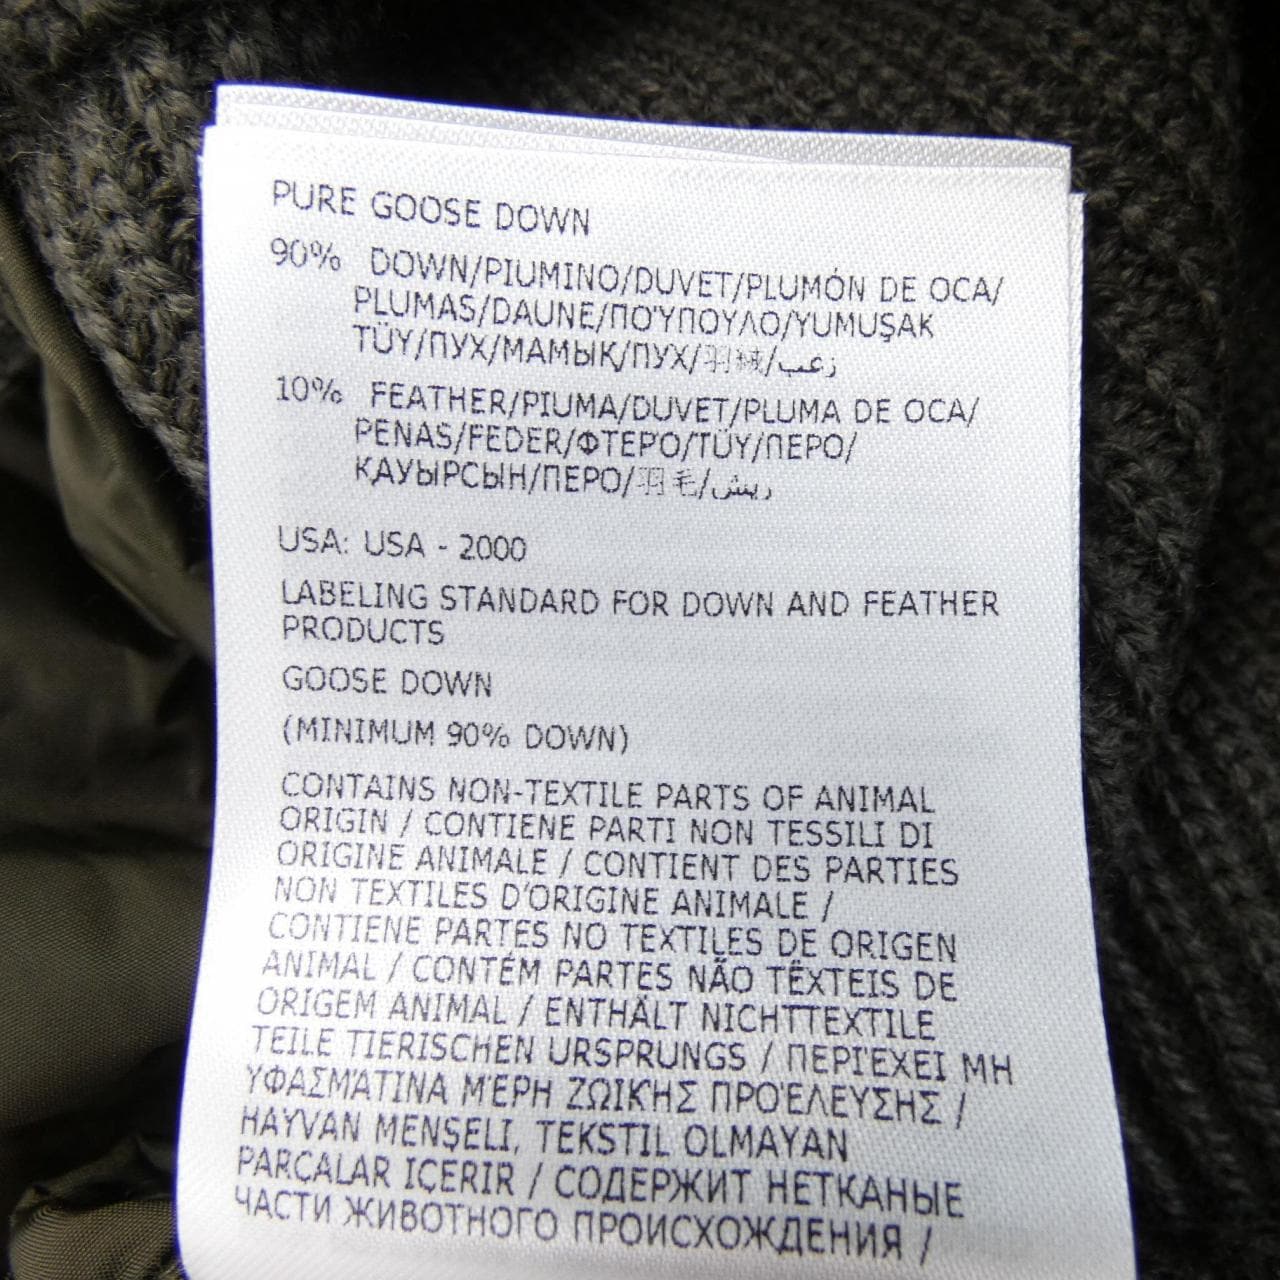 PURE GOOSE DOWN
90% DOWN/PIUMINO/DUVET/PLUMÓN DE OCA/
PLUMAS/DAUNE/ΠΟΎΠΟΥΛΟ/YUMUŞAK
TÜY/ПУХ/МАМЫҚ/ПУХ/羽絨/زغب
10% FEATHER/PIUMA/DUVET/PLUMA DE OCA/
PENAS/FEDER/ΦΤΕΡΌ/TÜY/ПЕРО/
ҚАУЫРСЫН/ПЕРО/羽毛/ريش
USA: USA - 2000
LABELING STANDARD FOR DOWN AND FEATHER
PRODUCTS
GOOSE DOWN
(MINIMUM 90% DOWN)
CONTAINS NON-TEXTILE PARTS OF ANIMAL
ORIGIN / CONTIENE PARTI NON TESSILI DI
ORIGINE ANIMALE / CONTIENT DES PARTIES
NON TEXTILES D'ORIGINE ANIMALE /
CONTIENE PARTES NO TEXTILES DE ORIGEN
ANIMAL / CONTÉM PARTES NÃO TÊXTEIS DE
ORIGEM ANIMAL / ENTHÄLT NICHTTEXTILE
TEILE TIERISCHEN URSPRUNGS / ΠΕΡΙΈΧΕΙ ΜΗ
ΥΦΑΣΜΆΤΙΝΑ ΜΈΡΗ ΖΩΙΚΉΣ ΠΡΟΈΛΕΥΣΗΣ /
HAYVAN MENŞELI, TEKSTIL OLMAYAN
PARÇALAR IÇERIR / СОДЕРЖИТ НЕТКАНЫЕ
ЧАСТИ ЖИВОТНОГО ПРОИСХОЖДЕНИЯ /